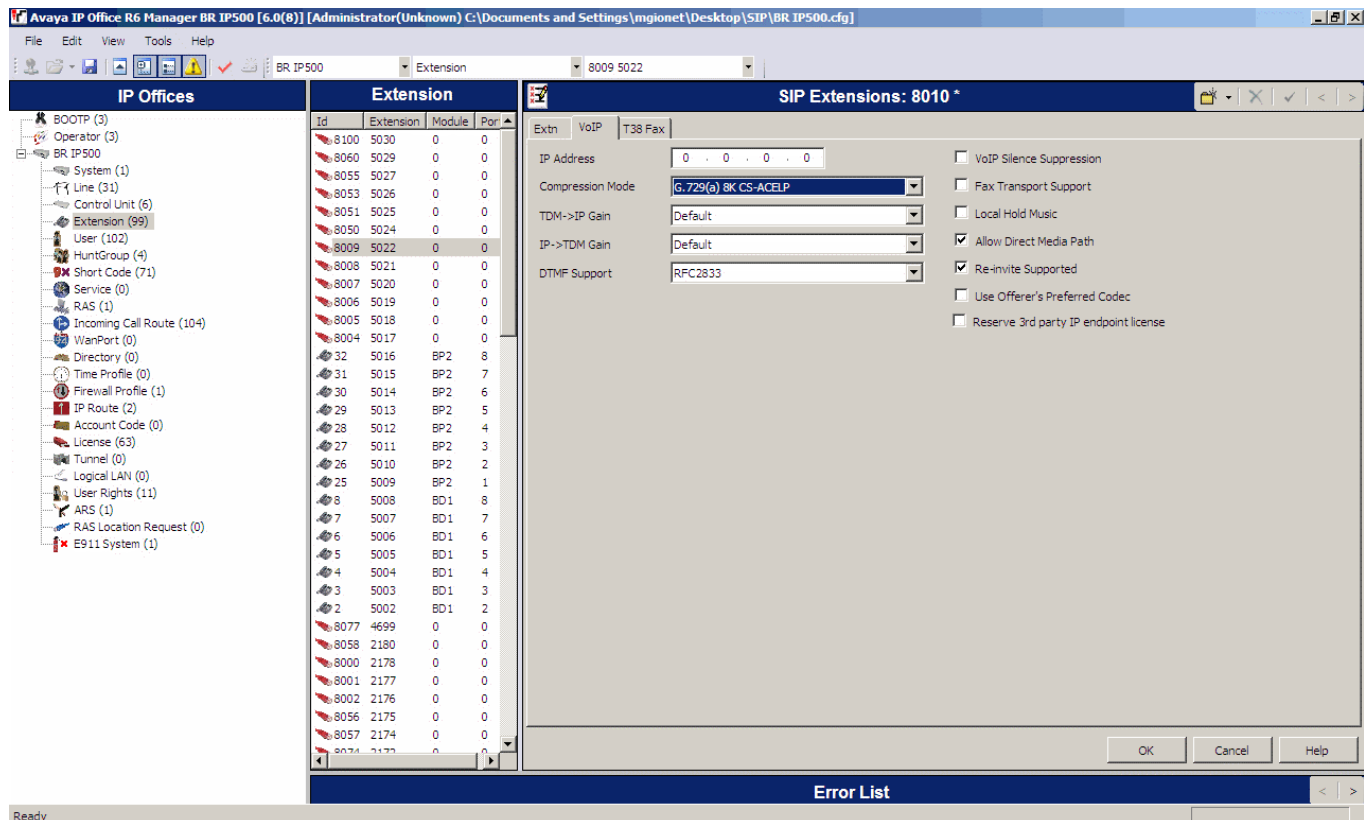 Avaya IP Office R6 Manager BR IP500 [6.0(8)] [Administrator(Unknown) C:\Documents and Settings\mgionet\Desktop\SIP\BR IP500.cfg]
File Edit View Tools Help
BR IP500 Extension 8009 5022
IP Offices
BOOTP (3)
Operator (3)
BR IP500
System (1)
Line (31)
Control Unit (6)
Extension (99)
User (102)
HuntGroup (4)
Short Code (71)
Service (0)
RAS (1)
Incoming Call Route (104)
WanPort (0)
Directory (0)
Time Profile (0)
Firewall Profile (1)
IP Route (2)
Account Code (0)
License (63)
Tunnel (0)
Logical LAN (0)
User Rights (11)
ARS (1)
RAS Location Request (0)
E911 System (1)
Extension
Id Extension Module Por
8100 5030 0 0
8060 5029 0 0
8055 5027 0 0
8053 5026 0 0
8051 5025 0 0
8050 5024 0 0
8009 5022 0 0
8008 5021 0 0
8007 5020 0 0
8006 5019 0 0
8005 5018 0 0
8004 5017 0 0
32 5016 BP2 8
31 5015 BP2 7
30 5014 BP2 6
29 5013 BP2 5
28 5012 BP2 4
27 5011 BP2 3
26 5010 BP2 2
25 5009 BP2 1
8 5008 BD1 8
7 5007 BD1 7
6 5006 BD1 6
5 5005 BD1 5
4 5004 BD1 4
3 5003 BD1 3
2 5002 BD1 2
8077 4699 0 0
8058 2180 0 0
8000 2178 0 0
8001 2177 0 0
8002 2176 0 0
8056 2175 0 0
8057 2174 0 0
SIP Extensions: 8010 *
Extn VoIP T38 Fax
IP Address 0 . 0 . 0 . 0
Compression Mode G.729(a) 8K CS-ACELP
TDM->IP Gain Default
IP->TDM Gain Default
DTMF Support RFC2833
VoIP Silence Suppression
Fax Transport Support
Local Hold Music
Allow Direct Media Path
Re-invite Supported
Use Offerer's Preferred Codec
Reserve 3rd party IP endpoint license
OK Cancel Help
Error List
Ready